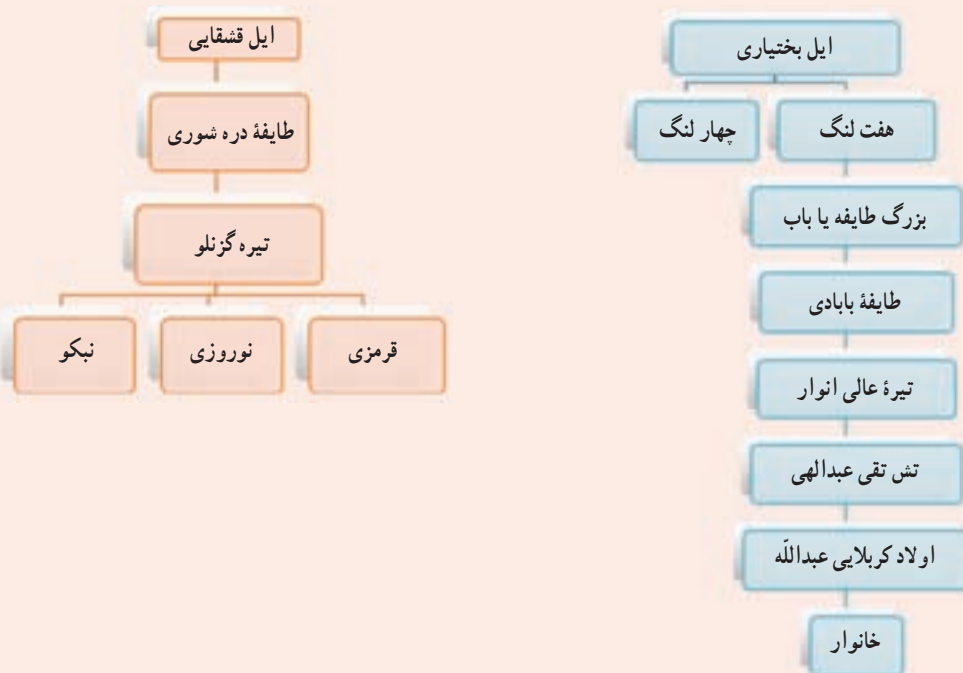 ایل بختیاری
هفت لنگ
چهار لنگ
بزرگ طایفه یا باب
طایفهٔ بابادی
تیرهٔ عالی انوار
تش تقی عبدالهی
اولاد کربلایی عبداللّه
خانوار
ایل قشقایی
طایفهٔ دره شوری
تیره گزنلو
قرمزی
نوروزی
نبکو